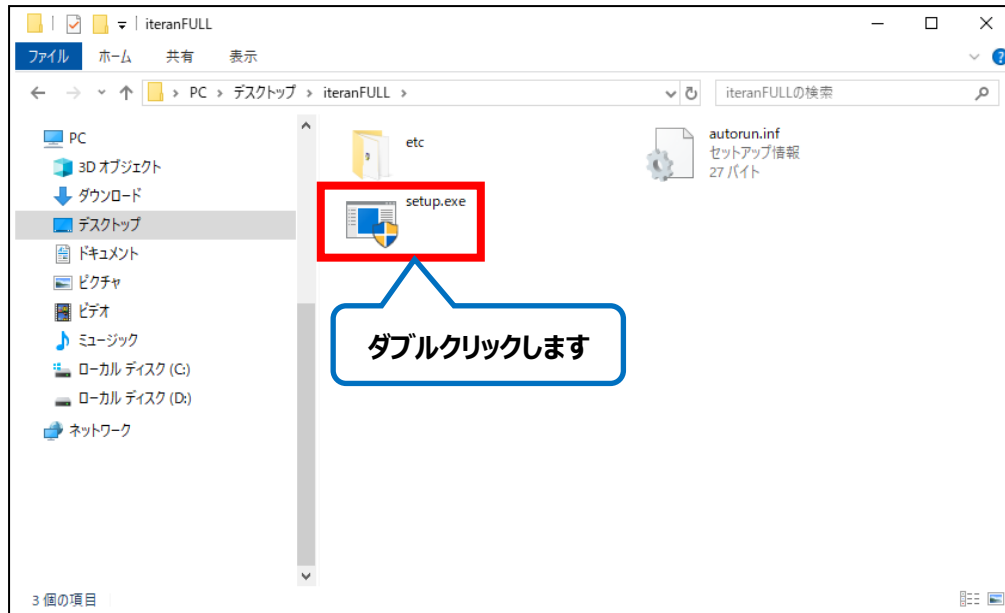 iteranFULL
ファイル ホーム 共有 表示
PC › デスクトップ › iteranFULL ›
iteranFULLの検索
PC
3D オブジェクト
ダウンロード
デスクトップ
ドキュメント
ピクチャ
ビデオ
ミュージック
ローカル ディスク (C:)
ローカル ディスク (D:)
ネットワーク
etc
autorun.inf
セットアップ情報
27 バイト
setup.exe
ダブルクリックします
3 個の項目